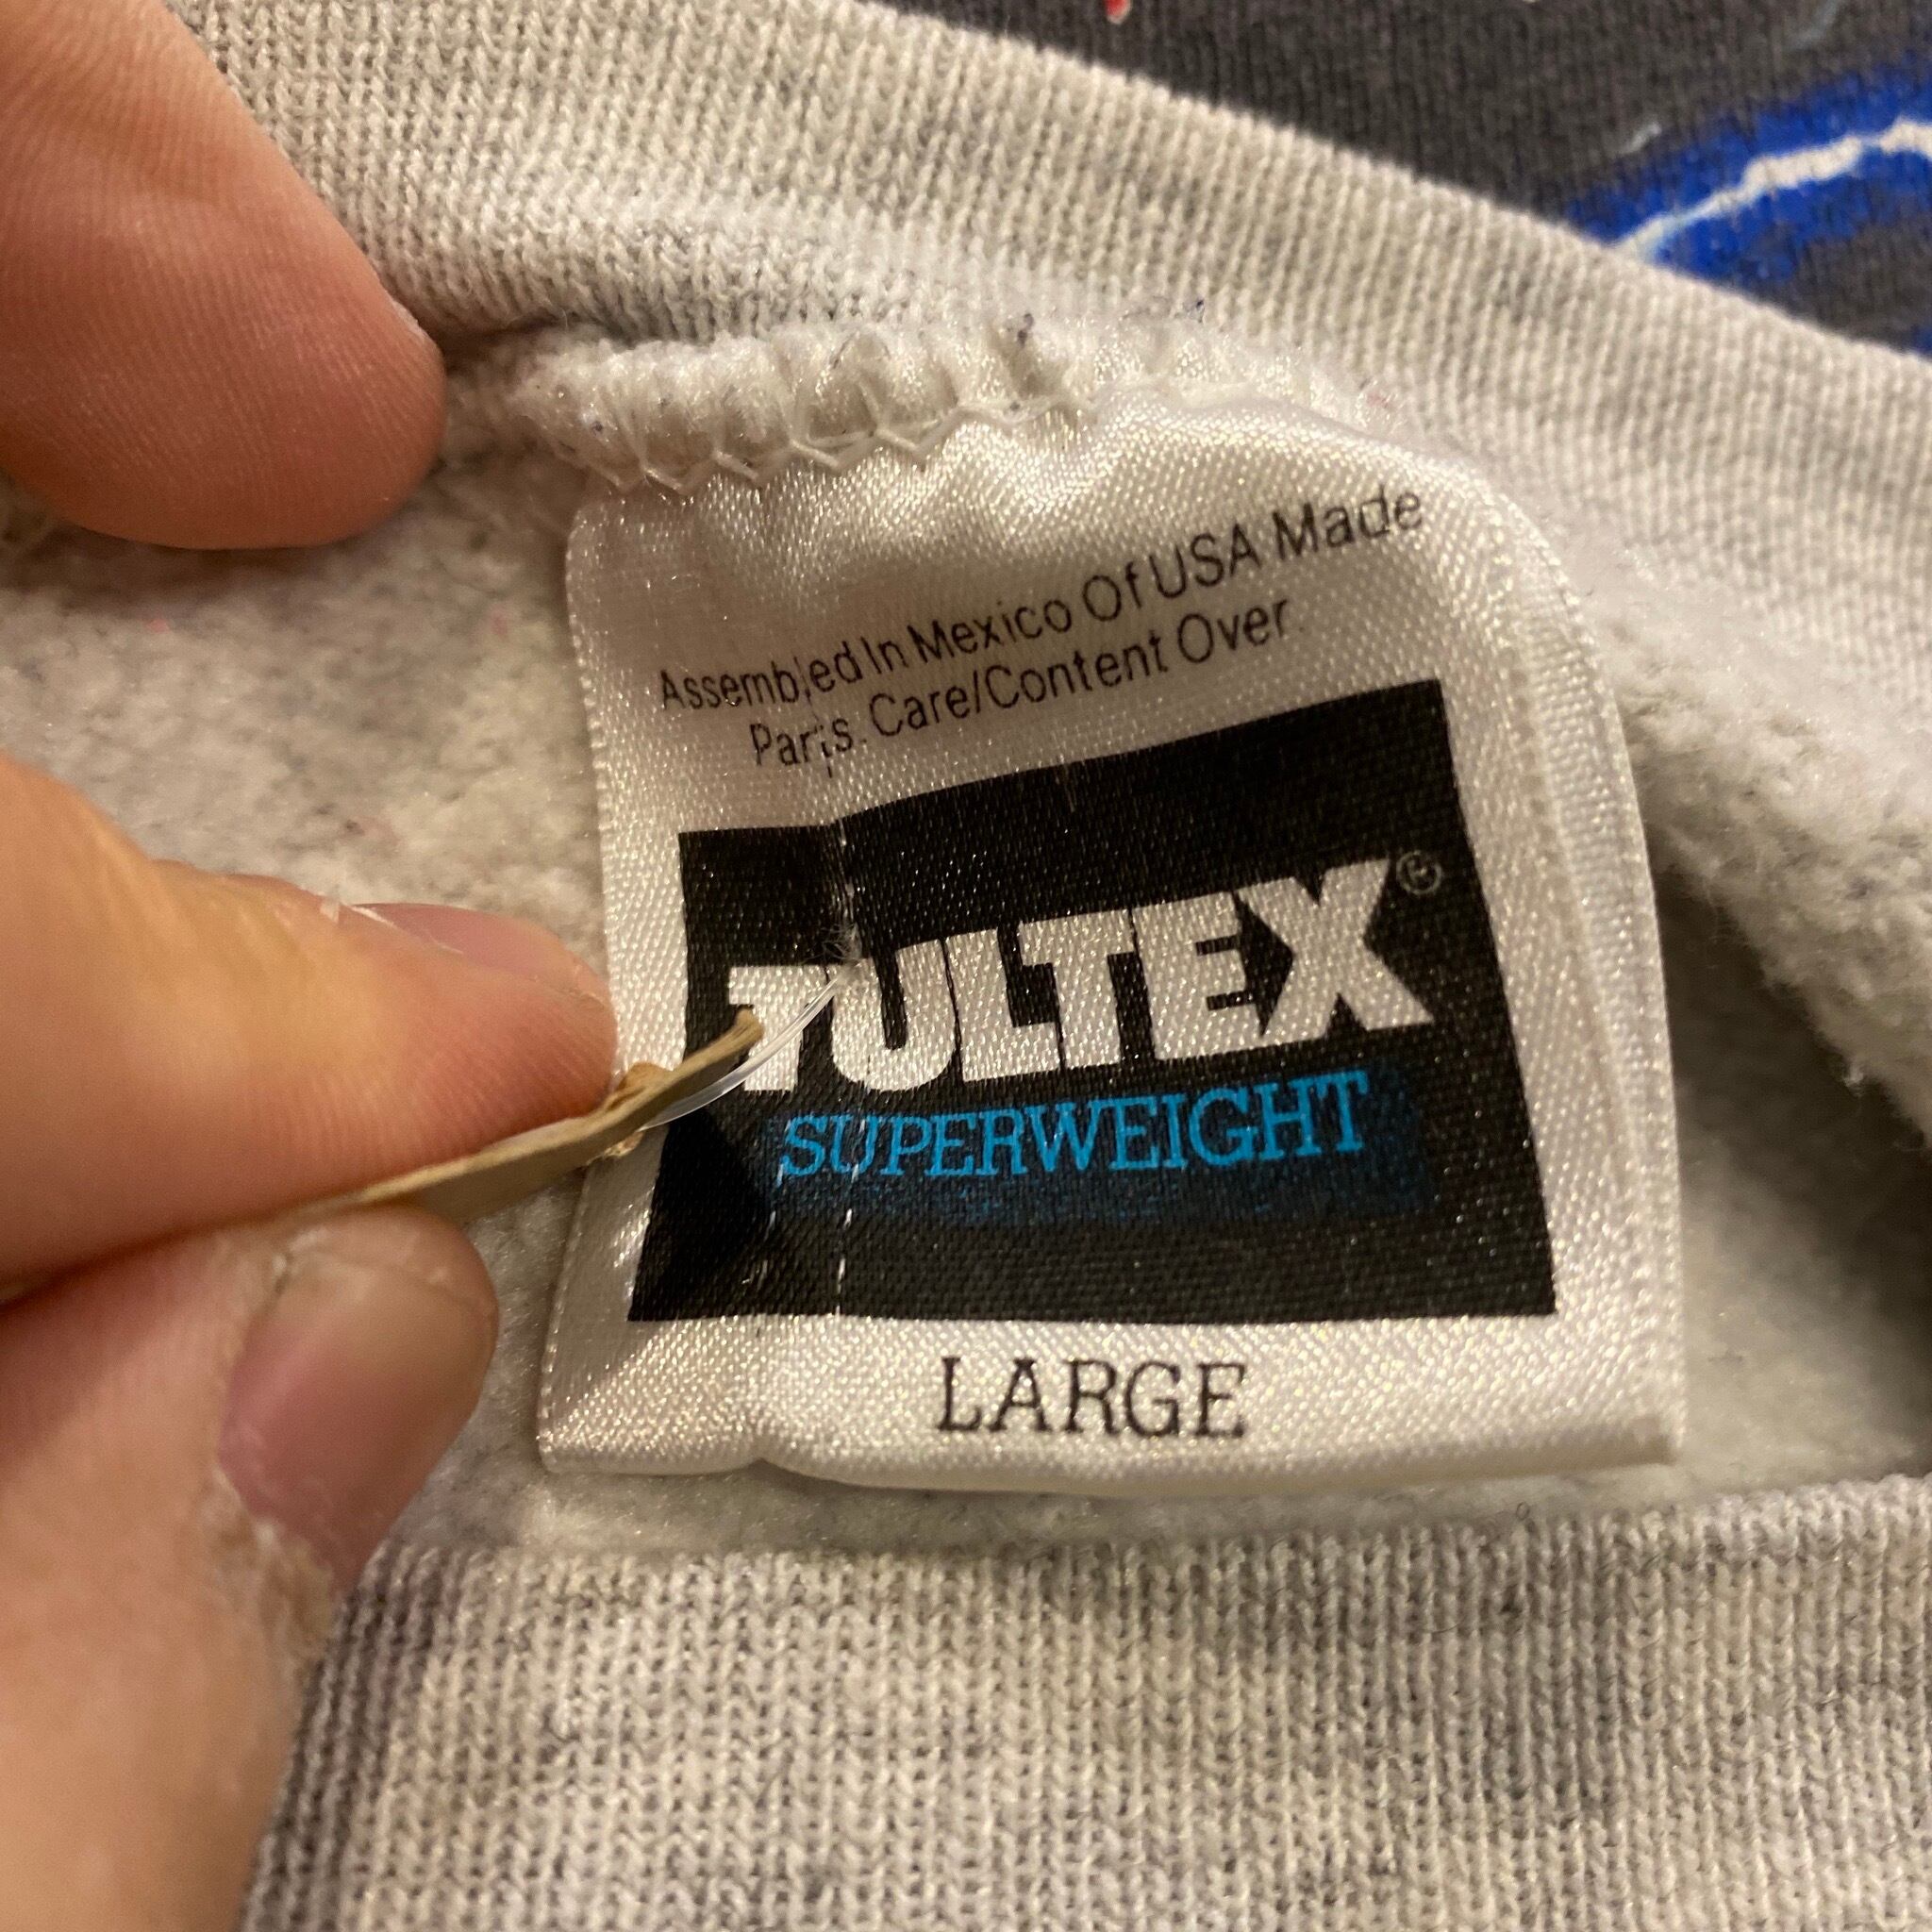 Assembled In Mexico Of USA Made
Parts. Care/Content Over
TULTEX®
SUPERWEIGHT
LARGE